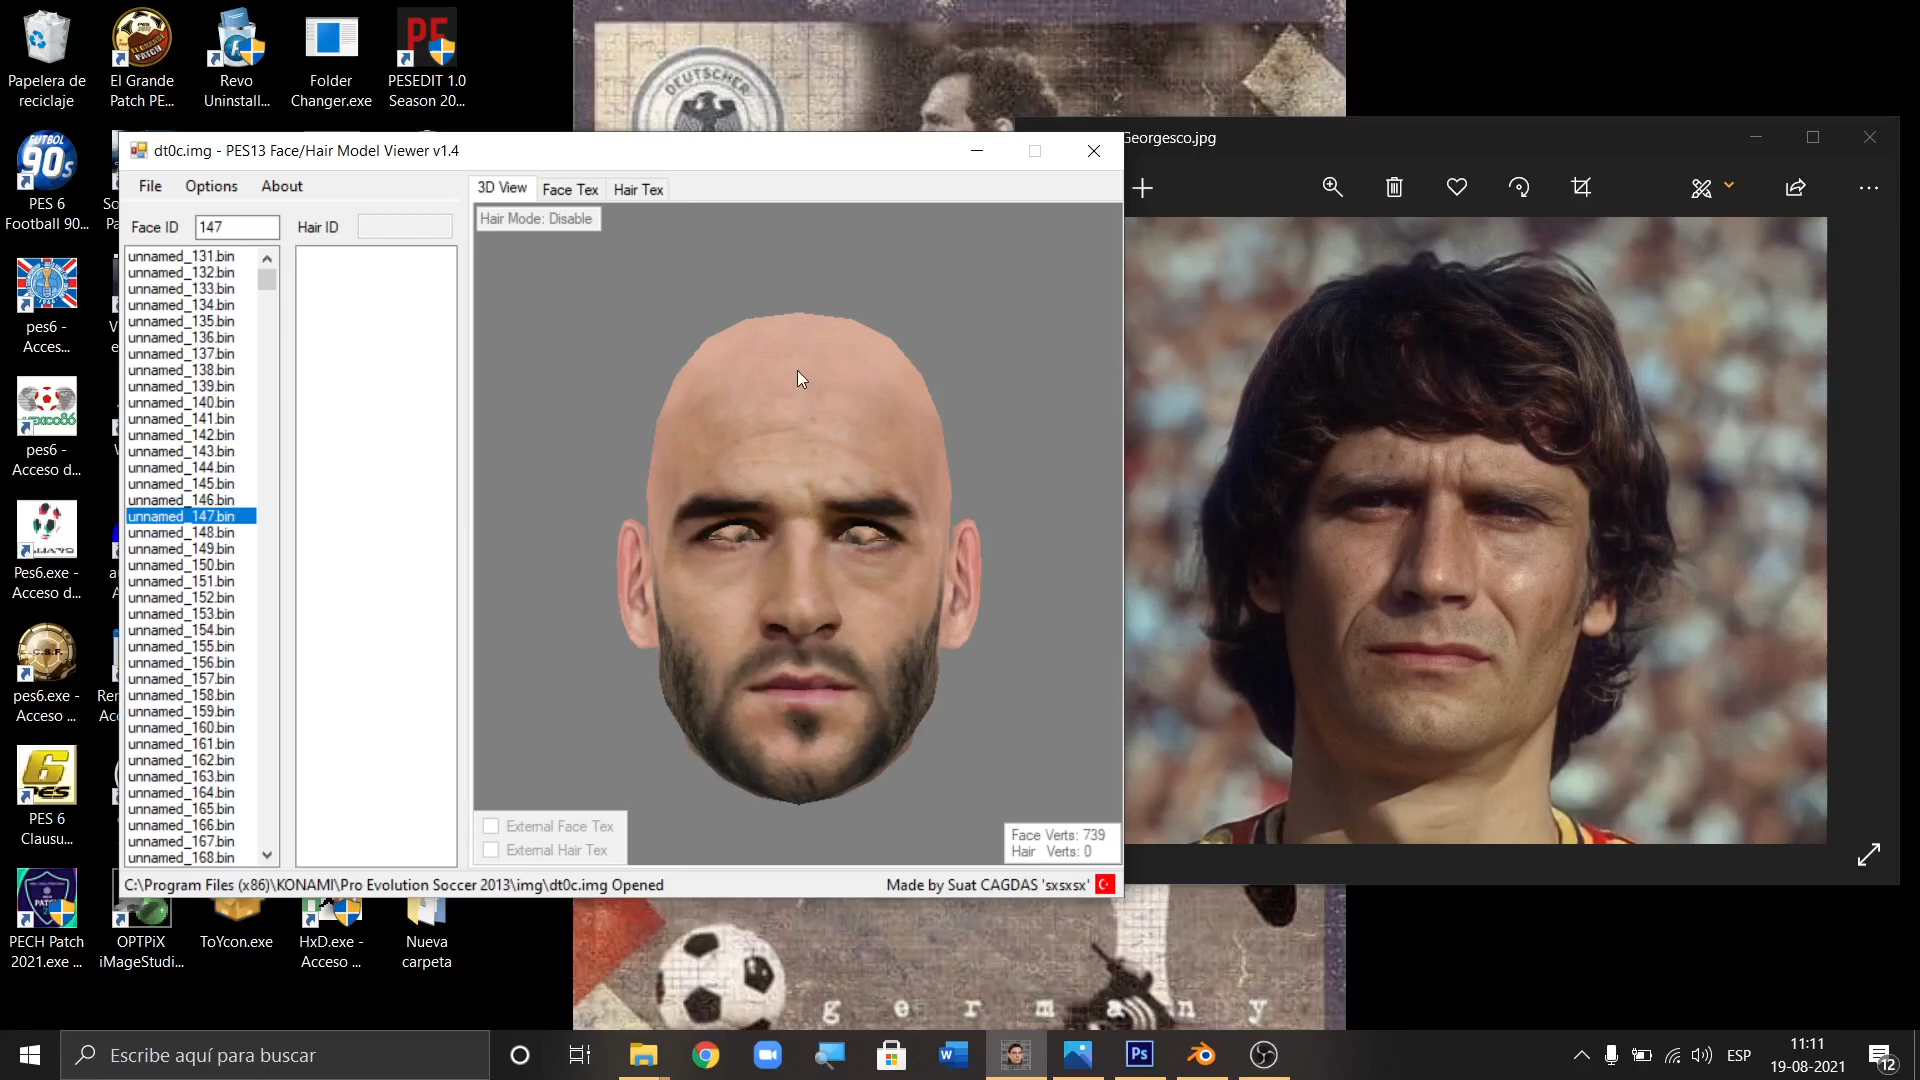 Papelera de
reciclaje
El Grande
Patch PE...
Revo
Uninstall...
Folder
Changer.exe
PE
PESEDIT 1.0
Season 20...
DEUTSCHER
FUTBOL
90s
PES 6
Football 90...
pes6 -
Acces...
pes6 -
Acceso d...
Pes6.exe -
Acceso d...
C.S.F.
pes6.exe -
Acceso ...
6
PES
PES 6
Clausu...
PECH Patch
2021.exe ...
OPTPiX
iMageStudi...
ToYcon.exe
HxD.exe -
Acceso ...
Nueva
carpeta
dt0c.img - PES13 Face/Hair Model Viewer v1.4
File
Options
About
3D View
Face Tex
Hair Tex
Face ID
147
Hair ID
Hair Mode: Disable
unnamed_131.bin
unnamed_132.bin
unnamed_133.bin
unnamed_134.bin
unnamed_135.bin
unnamed_136.bin
unnamed_137.bin
unnamed_138.bin
unnamed_139.bin
unnamed_140.bin
unnamed_141.bin
unnamed_142.bin
unnamed_143.bin
unnamed_144.bin
unnamed_145.bin
unnamed_146.bin
unnamed_147.bin
unnamed_148.bin
unnamed_149.bin
unnamed_150.bin
unnamed_151.bin
unnamed_152.bin
unnamed_153.bin
unnamed_154.bin
unnamed_155.bin
unnamed_156.bin
unnamed_157.bin
unnamed_158.bin
unnamed_159.bin
unnamed_160.bin
unnamed_161.bin
unnamed_162.bin
unnamed_163.bin
unnamed_164.bin
unnamed_165.bin
unnamed_166.bin
unnamed_167.bin
unnamed_168.bin
External Face Tex
External Hair Tex
Face Verts: 739
Hair Verts: 0
C:\Program Files (x86)\KONAMI\Pro Evolution Soccer 2013\img\dt0c.img Opened
Made by Suat CAGDAS 'sxsxsx'
Georgesco.jpg
germany
Escribe aquí para buscar
W
Ps
ESP
11:11
19-08-2021
12